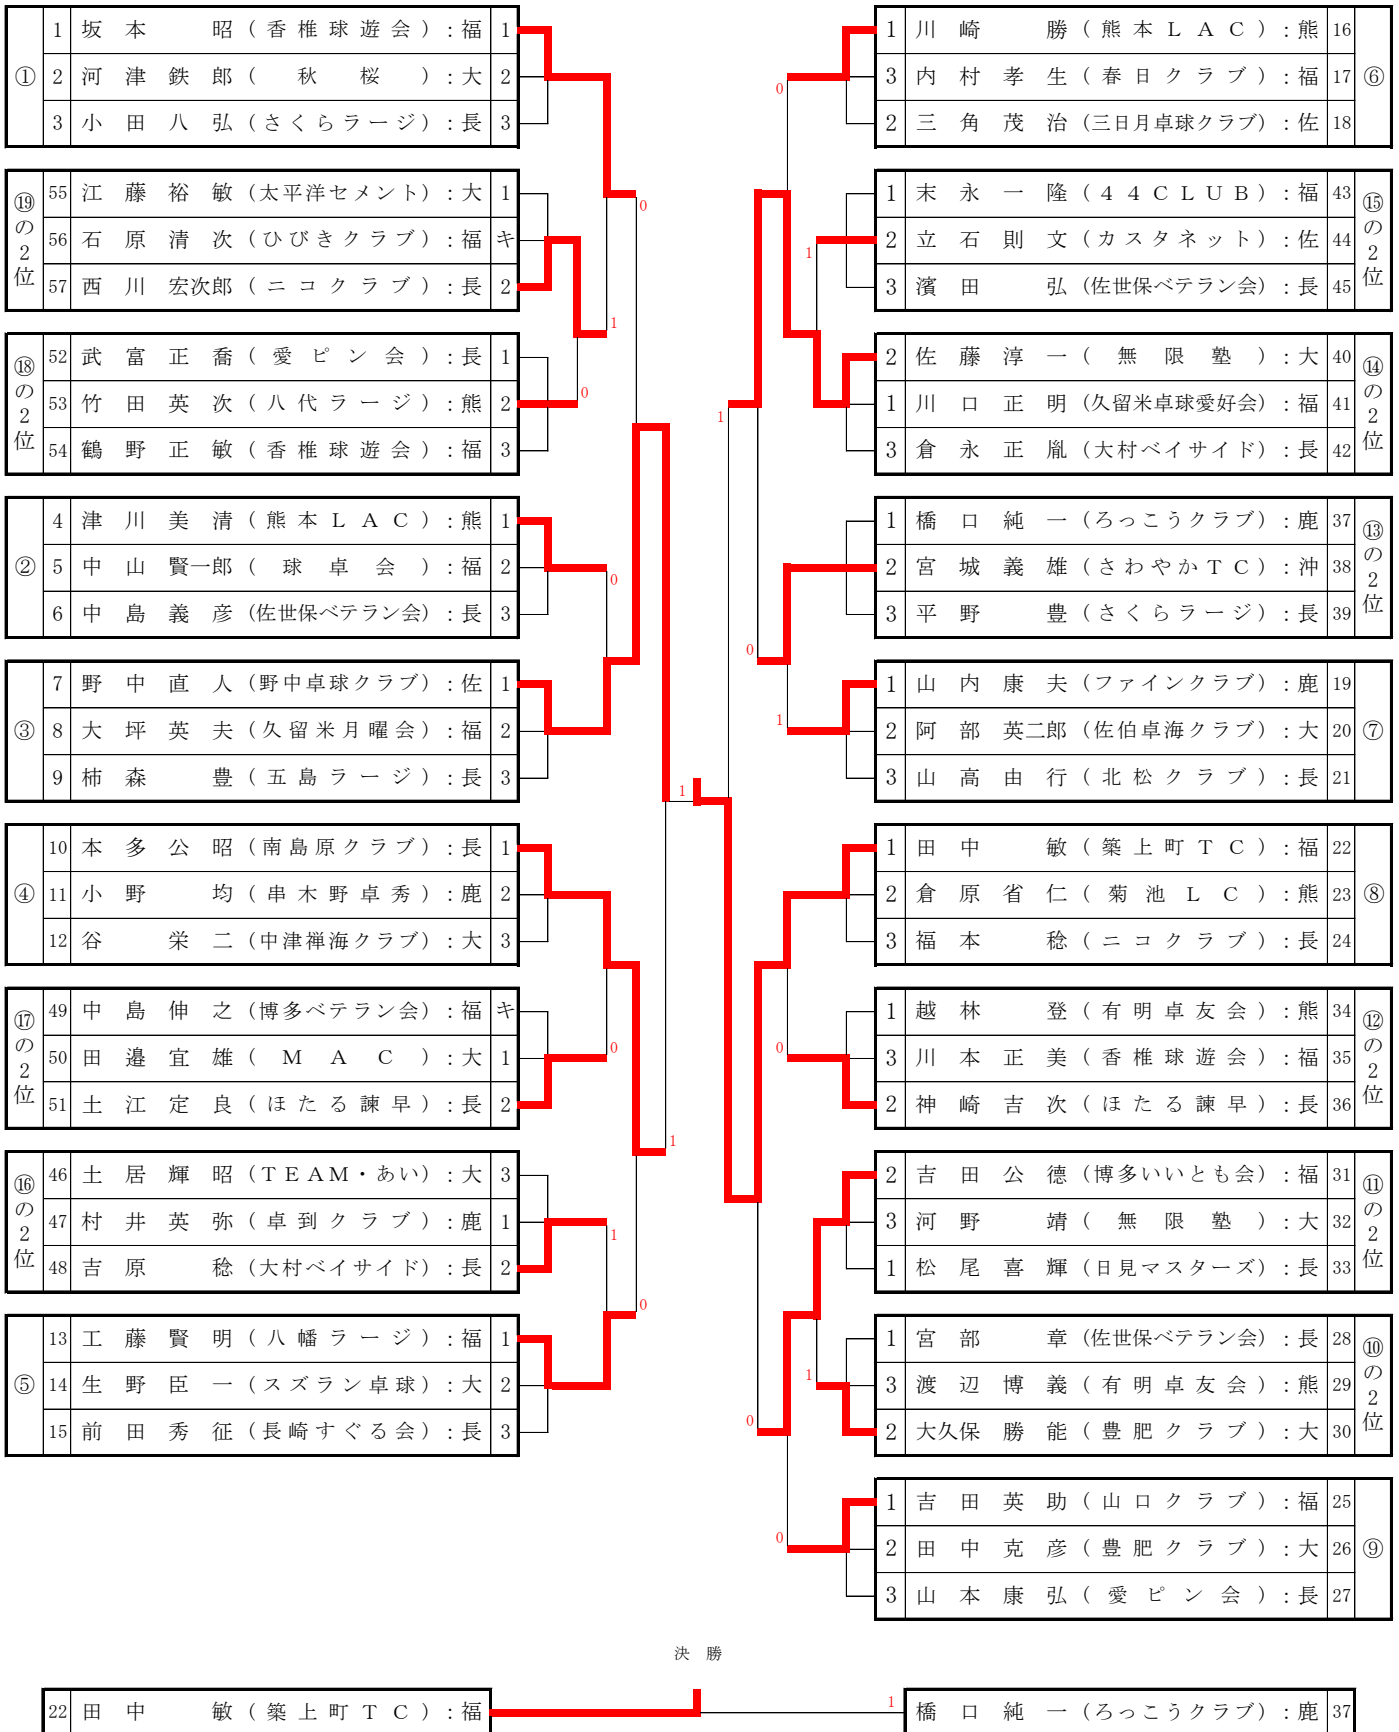 ① 1 坂本 昭 (香椎球遊会) : 福 1
2 河津鉄郎 (秋桜) : 大 2
3 小田八弘 (さくらラージ) : 長 3
⑲の2位 55 江藤裕敏 (太平洋セメント) : 大 1
56 石原清次 (ひびきクラブ) : 福 キ
57 西川宏次郎 (ニコクラブ) : 長 2
⑱の2位 52 武富正喬 (愛ピン会) : 長 1
53 竹田英次 (八代ラージ) : 熊 2
54 鶴野正敏 (香椎球遊会) : 福 3
② 4 津川美清 (熊本LAC) : 熊 1
5 中山賢一郎 (球卓会) : 福 2
6 中島義彦 (佐世保ベテラン会) : 長 3
③ 7 野中直人 (野中卓球クラブ) : 佐 1
8 大坪英夫 (久留米月曜会) : 福 2
9 柿森 豊 (五島ラージ) : 長 3
④ 10 本多公昭 (南島原クラブ) : 長 1
11 小野 均 (串木野卓秀) : 鹿 2
12 谷 栄二 (中津禅海クラブ) : 大 3
⑰の2位 49 中島伸之 (博多ベテラン会) : 福 キ
50 田邉宜雄 (MAC) : 大 1
51 土江定良 (ほたる諫早) : 長 2
⑯の2位 46 土居輝昭 (TEAM・あい) : 大 3
47 村井英弥 (卓到クラブ) : 鹿 1
48 吉原 稔 (大村ベイサイド) : 長 2
⑤ 13 工藤賢明 (八幡ラージ) : 福 1
14 生野臣一 (スズラン卓球) : 大 2
15 前田秀征 (長崎すぐる会) : 長 3
0
1
0
0
0
1
1
0
1
1 川崎 勝 (熊本LAC) : 熊 16 ⑥
3 内村孝生 (春日クラブ) : 福 17
2 三角茂治 (三日月卓球クラブ) : 佐 18
1 末永一隆 (44CLUB) : 福 43 ⑮の2位
2 立石則文 (カスタネット) : 佐 44
3 濱田 弘 (佐世保ベテラン会) : 長 45
2 佐藤淳一 (無限塾) : 大 40 ⑭の2位
1 川口正明 (久留米卓球愛好会) : 福 41
3 倉永正胤 (大村ベイサイド) : 長 42
1 橋口純一 (ろっこうクラブ) : 鹿 37 ⑬の2位
2 宮城義雄 (さわやかTC) : 沖 38
3 平野 豊 (さくらラージ) : 長 39
1 山内康夫 (ファインクラブ) : 鹿 19 ⑦
2 阿部英二郎 (佐伯卓海クラブ) : 大 20
3 山高由行 (北松クラブ) : 長 21
1 田中 敏 (築上町TC) : 福 22 ⑧
2 倉原省仁 (菊池LC) : 熊 23
3 福本 稔 (ニコクラブ) : 長 24
1 越林 登 (有明卓友会) : 熊 34 ⑫の2位
3 川本正美 (香椎球遊会) : 福 35
2 神崎吉次 (ほたる諫早) : 長 36
2 吉田公德 (博多いいとも会) : 福 31 ⑪の2位
3 河野 靖 (無限塾) : 大 32
1 松尾喜輝 (日見マスターズ) : 長 33
1 宮部 章 (佐世保ベテラン会) : 長 28 ⑩の2位
3 渡辺博義 (有明卓友会) : 熊 29
2 大久保勝能 (豊肥クラブ) : 大 30
1 吉田英助 (山口クラブ) : 福 25 ⑨
2 田中克彦 (豊肥クラブ) : 大 26
3 山本康弘 (愛ピン会) : 長 27
0
1
1
0
1
0
1
0
0
決 勝
22 田中 敏 (築上町TC) : 福
1 橋口純一 (ろっこうクラブ) : 鹿 37